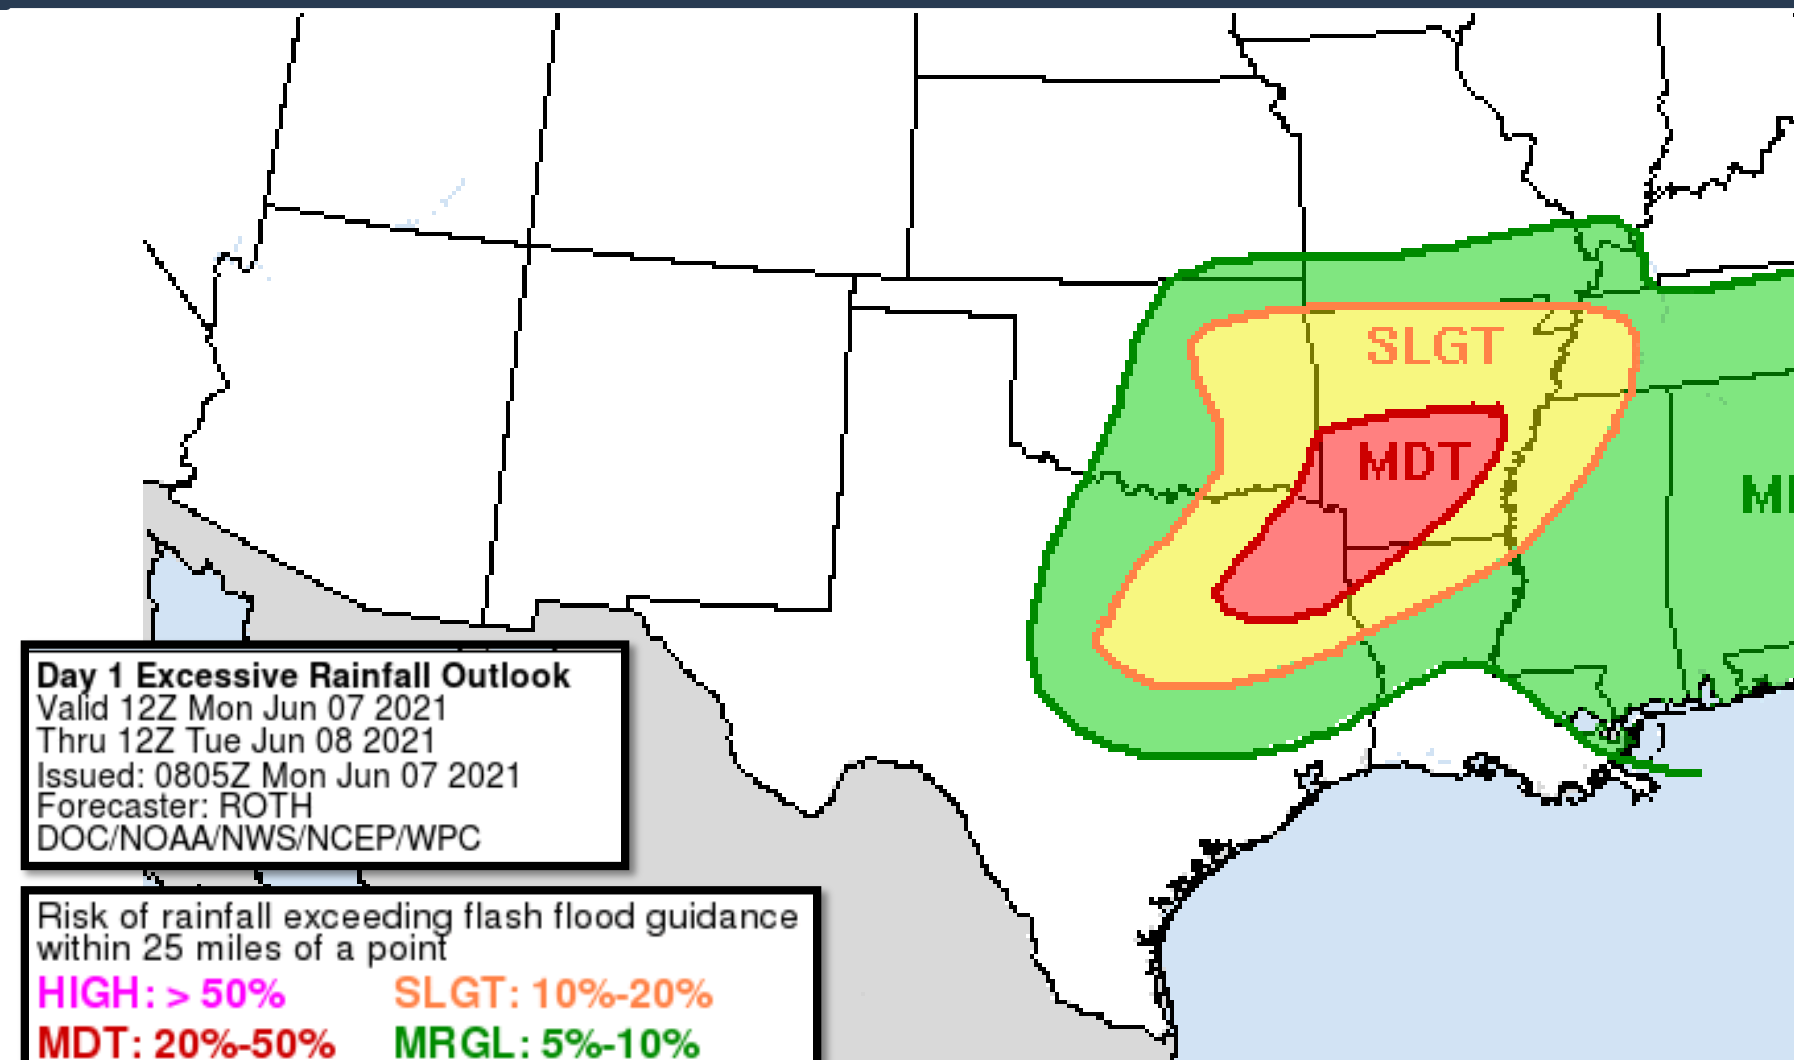 SLGT
MDT
Day 1 Excessive Rainfall Outlook
Valid 12Z Mon Jun 07 2021
Thru 12Z Tue Jun 08 2021
Issued: 0805Z Mon Jun 07 2021
Forecaster: ROTH
DOC/NOAA/NWS/NCEP/WPC
Risk of rainfall exceeding flash flood guidance
within 25 miles of a point
HIGH: > 50% SLGT: 10%-20%
MDT: 20%-50% MRGL: 5%-10%